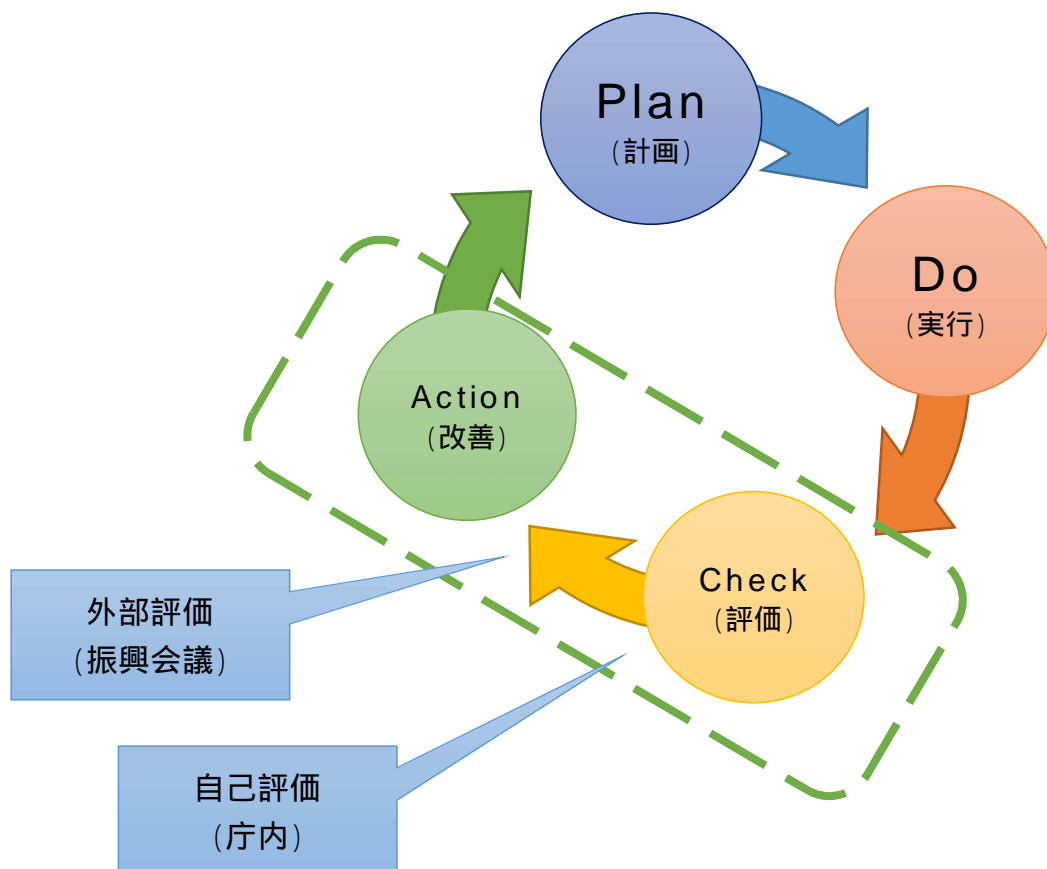 Plan
(計画)
Do
(実行)
Action
(改善)
Check
(評価)
外部評価
(振興会議)
自己評価
(庁内)